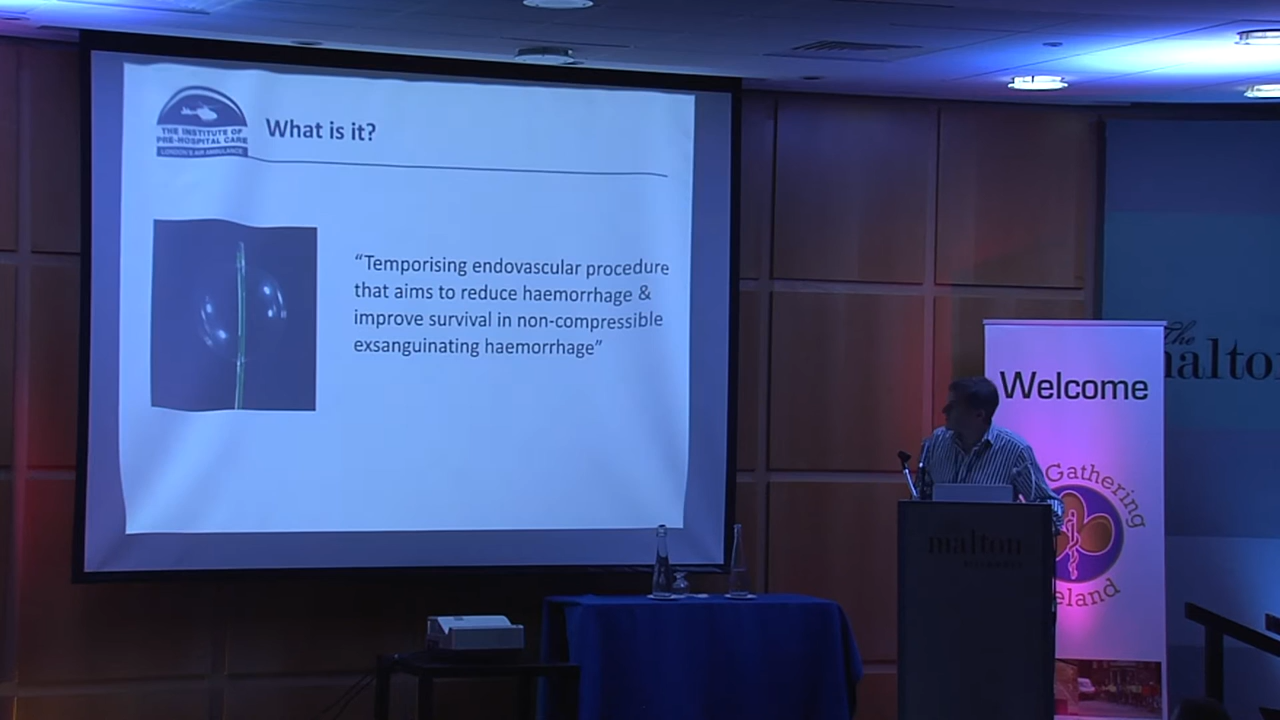 THE INSTITUTE OF
PRE-HOSPITAL CARE
LONDON'S AIR AMBULANCE
What is it?
“Temporising endovascular procedure
that aims to reduce haemorrhage &
improve survival in non-compressible
exsanguinating haemorrhage”
The
malton
Welcome
Gathering
eland
malton